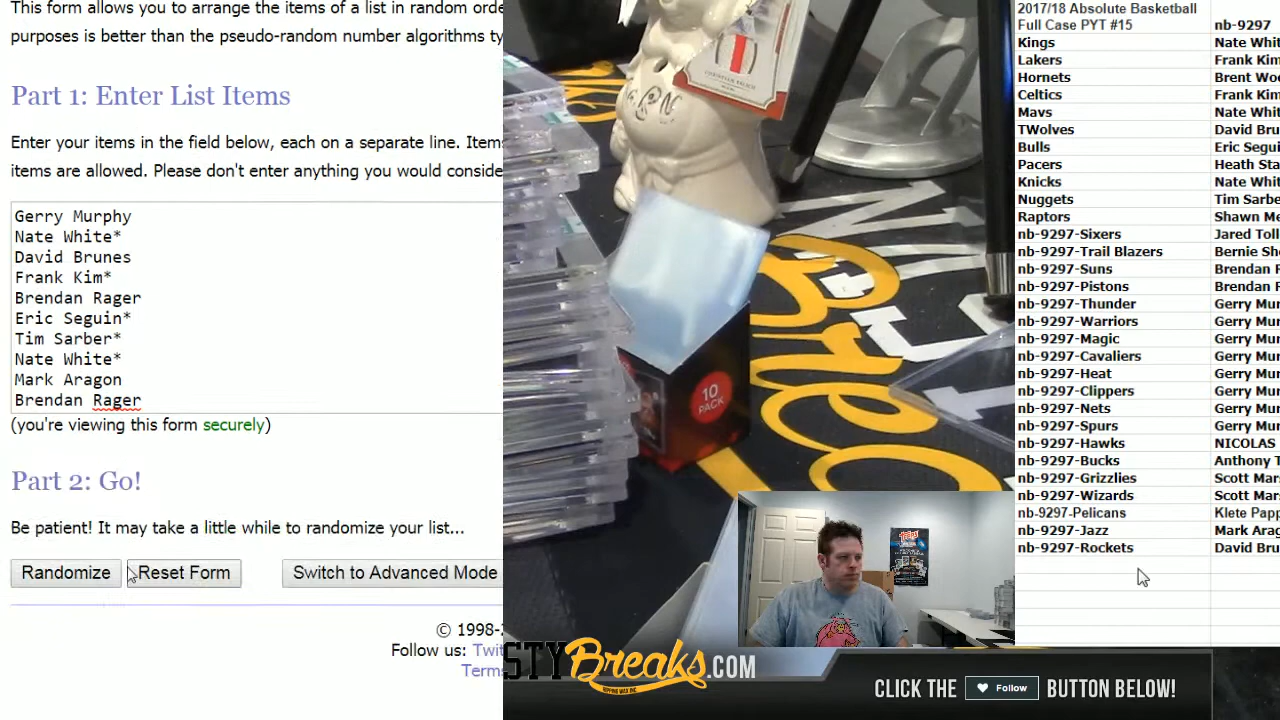 This form allows you to arrange the items of a list in random orde
purposes is better than the pseudo-random number algorithms ty
Part 1: Enter List Items
Enter your items in the field below, each on a separate line. Item
items are allowed. Please don't enter anything you would conside
Gerry Murphy
Nate White*
David Brunes
Frank Kim*
Brendan Rager
Eric Seguin*
Tim Sarber*
Nate White*
Mark Aragon
Brendan Rager
(you're viewing this form securely)
Part 2: Go!
Be patient! It may take a little while to randomize your list...
Randomize Reset Form Switch to Advanced Mode
© 1998-
Follow us: Twit
Terms
10
PACK
STYBreaks.COM
CLICK THE Follow BUTTON BELOW!
2017/18 Absolute Basketball
Full Case PYT #15 nb-9297
Kings Nate Whit
Lakers Frank Kim
Hornets Brent Woo
Celtics Frank Kim
Mavs Nate Whit
TWolves David Bru
Bulls Eric Segui
Pacers Heath Sta
Knicks Nate Whit
Nuggets Tim Sarbe
Raptors Shawn Me
nb-9297-Sixers Jared Toll
nb-9297-Trail Blazers Bernie She
nb-9297-Suns Brendan R
nb-9297-Pistons Brendan R
nb-9297-Thunder Gerry Mur
nb-9297-Warriors Gerry Mur
nb-9297-Magic Gerry Mur
nb-9297-Cavaliers Gerry Mur
nb-9297-Heat Gerry Mur
nb-9297-Clippers Gerry Mur
nb-9297-Nets Gerry Mur
nb-9297-Spurs Gerry Mur
nb-9297-Hawks NICOLAS
nb-9297-Bucks Anthony T
nb-9297-Grizzlies Scott Mars
nb-9297-Wizards Scott Mars
nb-9297-Pelicans Klete Papp
nb-9297-Jazz Mark Arag
nb-9297-Rockets David Bru